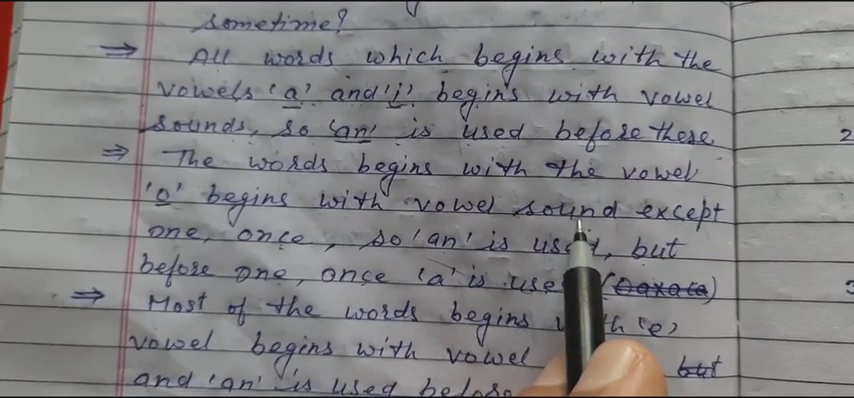 sometime?
⇒ All words which begins with the
vowels 'a' and 'i' begins with vowel
sounds, so 'an' is used before these
⇒ The words begins with the vowel
'o' begins with vowel sound except
one, once, so 'an' is used, but
before one, once 'a' is used
⇒ Most of the words begins with 'e'
vowel begins with vowel but
and 'an' is used before
2